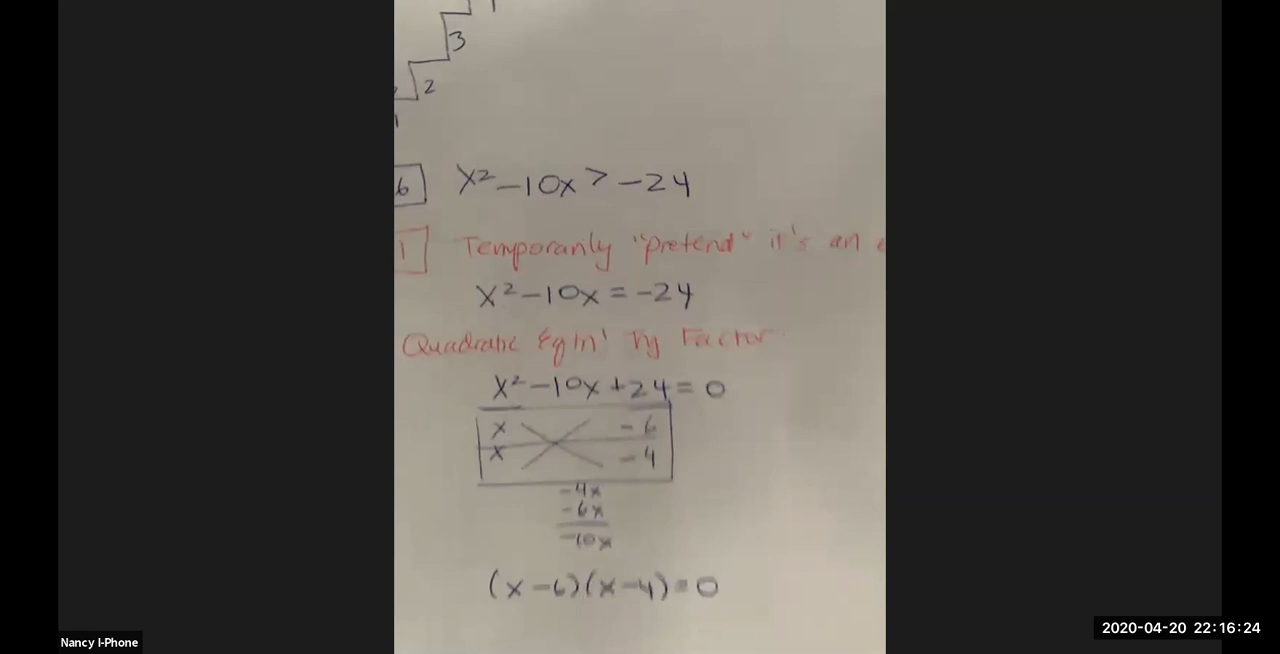 3
2
6 x² -10x > -24
1 Temporarily "pretend" it's an
x² -10x = -24
Quadratic Eq'n' Try Factor
x² -10x +24 = 0
x -6
x -4
-4x
-6x
-10x
(x -6)(x -4) = 0
Nancy I-Phone
2020-04-20 22:16:24